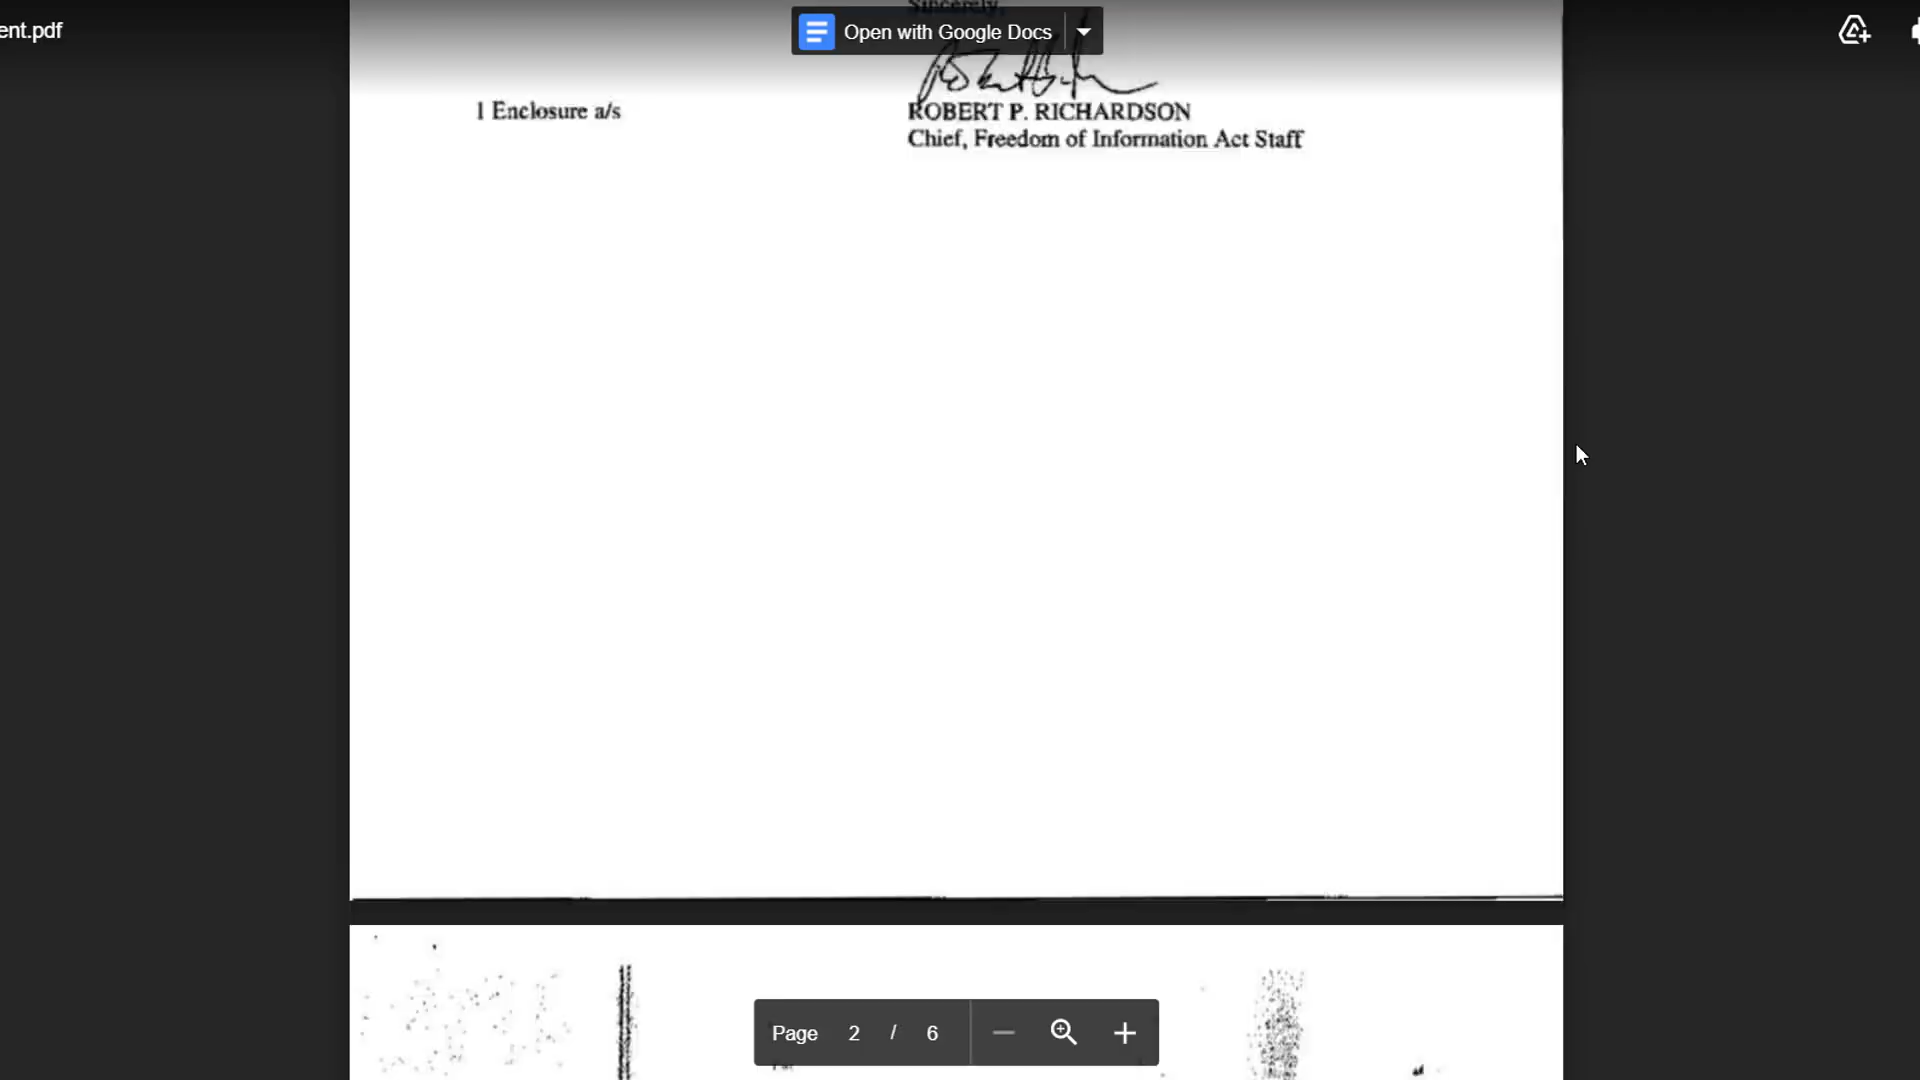 ent.pdf
Sincerely,
Open with Google Docs
1 Enclosure a/s
ROBERT P. RICHARDSON
Chief, Freedom of Information Act Staff
Page 2 / 6